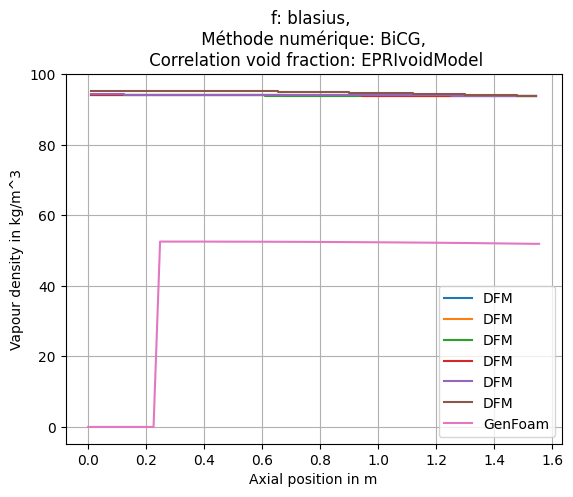 f: blasius,
Méthode numérique: BiCG,
Correlation void fraction: EPRIvoidModel
Vapour density in kg/m^3
100
80
60
40
20
0
0.0 0.2 0.4 0.6 0.8 1.0 1.2 1.4 1.6
Axial position in m
DFM
DFM
DFM
DFM
DFM
DFM
GenFoam